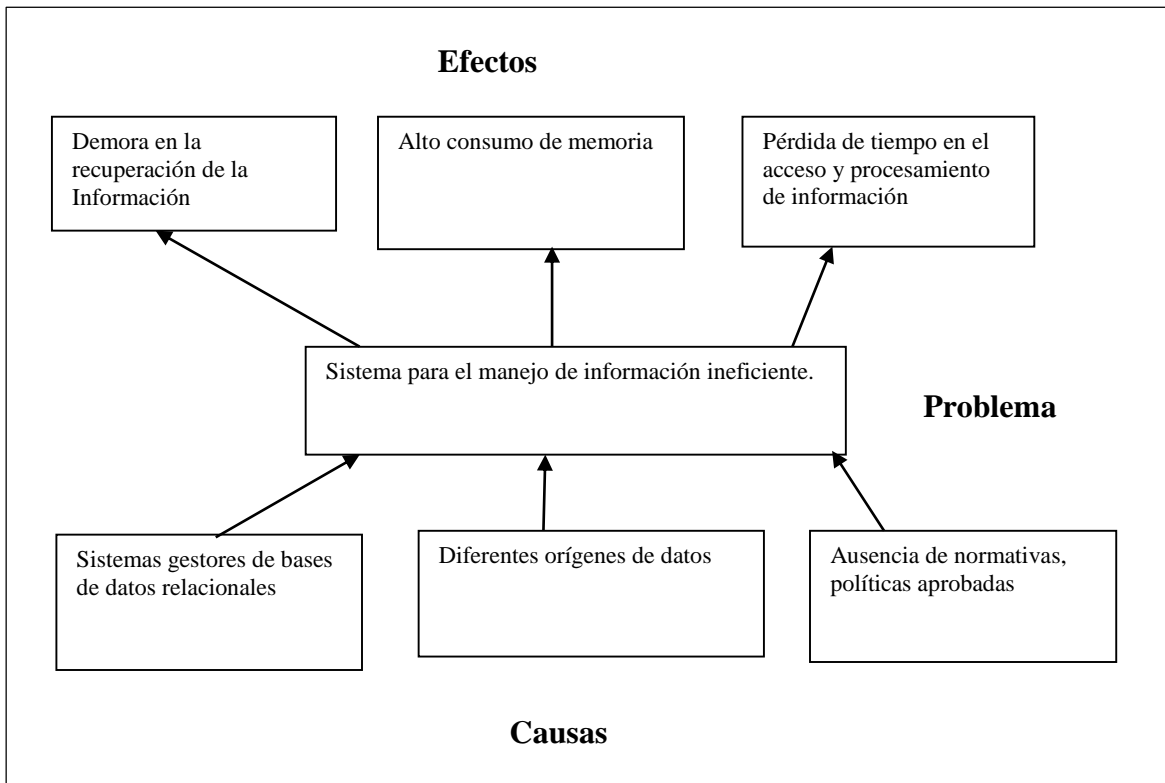 Efectos
Demora en la
recuperación de la
Información
Alto consumo de memoria
Pérdida de tiempo en el
acceso y procesamiento
de información
Sistema para el manejo de información ineficiente.
Problema
Sistemas gestores de bases
de datos relacionales
Diferentes orígenes de datos
Ausencia de normativas,
políticas aprobadas
Causas